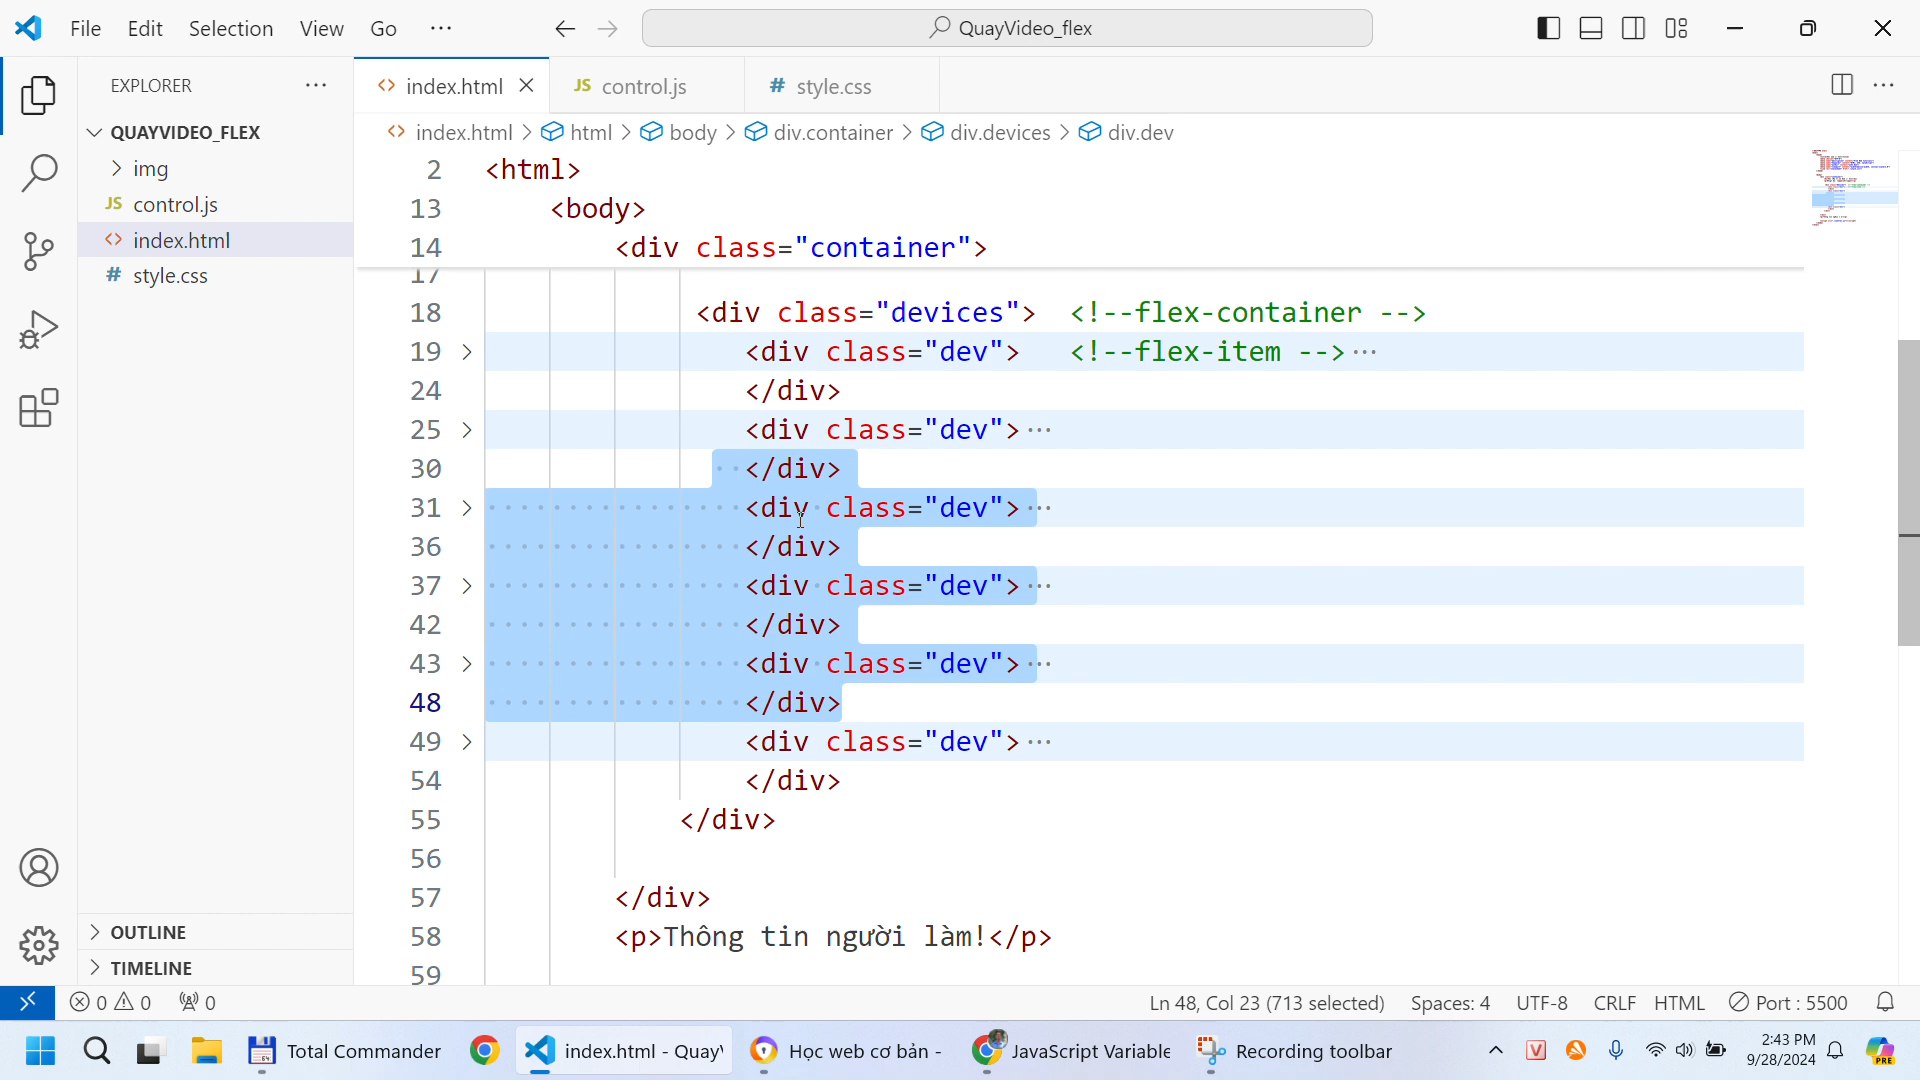 File Edit Selection View Go ··· QuayVideo_flex
EXPLORER ···
QUAYVIDEO_FLEX
img
JS control.js
<> index.html
# style.css
OUTLINE
TIMELINE
<> index.html JS control.js # style.css ···
<> index.html > html > body > div.container > div.devices > div.dev
2 <html>
13 <body>
14 <div class="container">
17
18 <div class="devices"> <!--flex-container -->
19 <div class="dev"> <!--flex-item -->···
24 </div>
25 <div class="dev">···
30 </div>
31 <div class="dev">···
36 </div>
37 <div class="dev">···
42 </div>
43 <div class="dev">···
48 </div>
49 <div class="dev">···
54 </div>
55 </div>
56
57 </div>
58 <p>Thông tin người làm!</p>
59
0 0 0 Ln 48, Col 23 (713 selected) Spaces: 4 UTF-8 CRLF HTML Port : 5500
64 Total Commander index.html - Quay Học web cơ bản - JavaScript Variable Recording toolbar V 2:43 PM PRE
9/28/2024